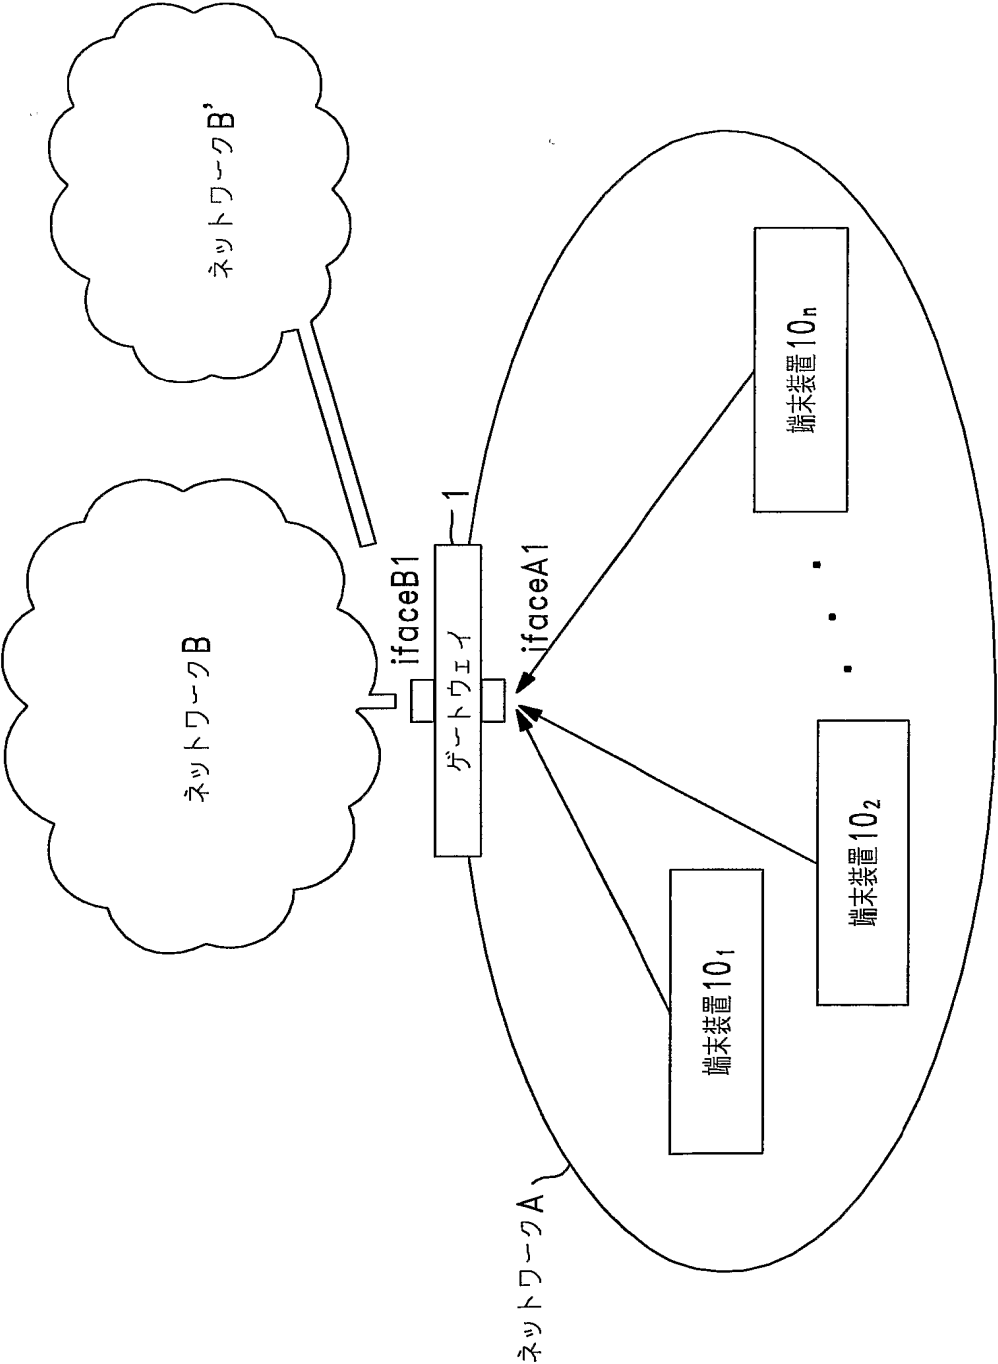 ネットワークB
ネットワークB'
ifaceB1
ゲートウェイ
1
ifaceA1
端末装置10₁
端末装置10₂
端末装置10ₙ
ネットワークA